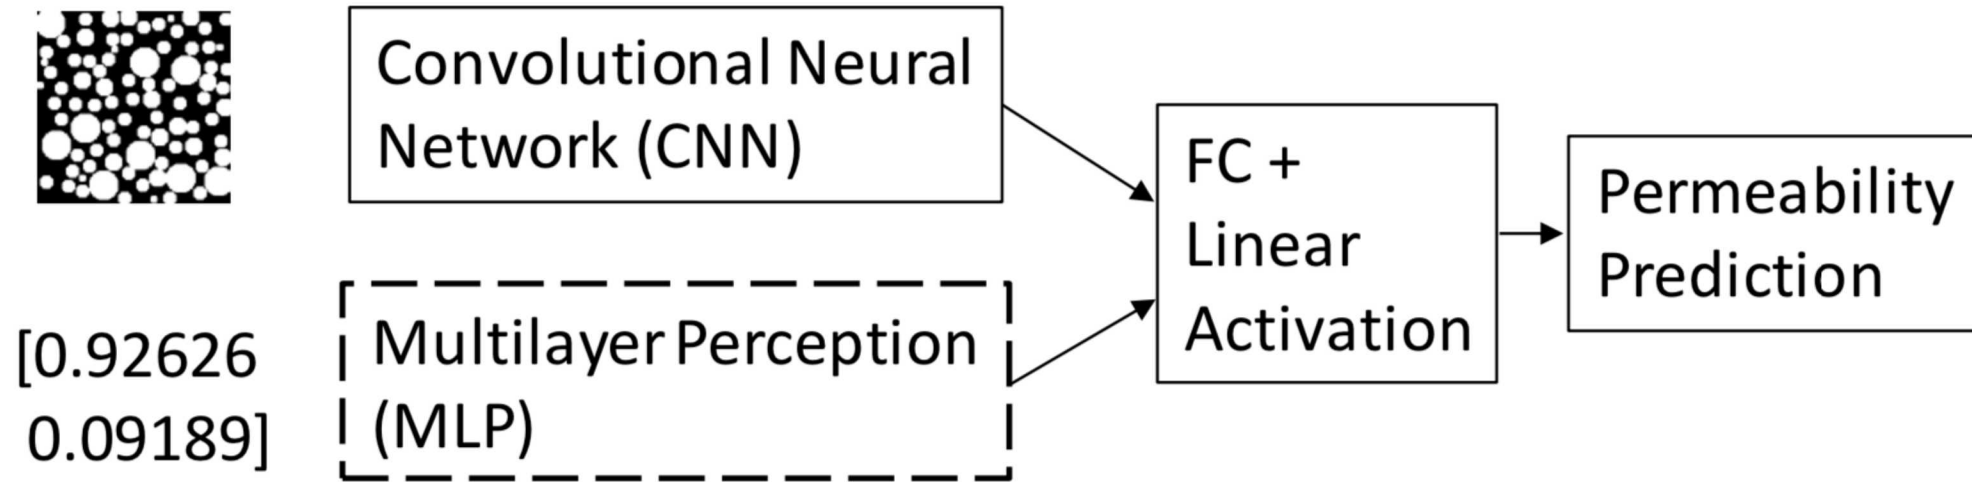 Convolutional Neural
Network (CNN)
[0.92626
0.09189]
Multilayer Perception
(MLP)
FC +
Linear
Activation
Permeability
Prediction